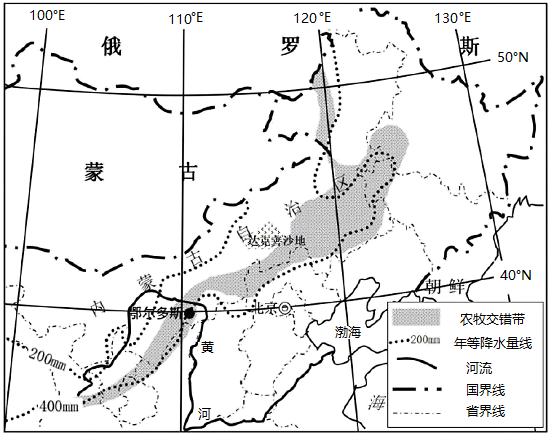 100°E
110°E
120°E
130°E
俄 罗 斯
50°N
蒙 古
内 蒙 古 自 治 区
达克善沙地
40°N
朝鲜
鄂尔多斯
北京
渤海
黄
河
海
200mm
400mm
农牧交错带
200mm 年等降水量线
河流
国界线
省界线